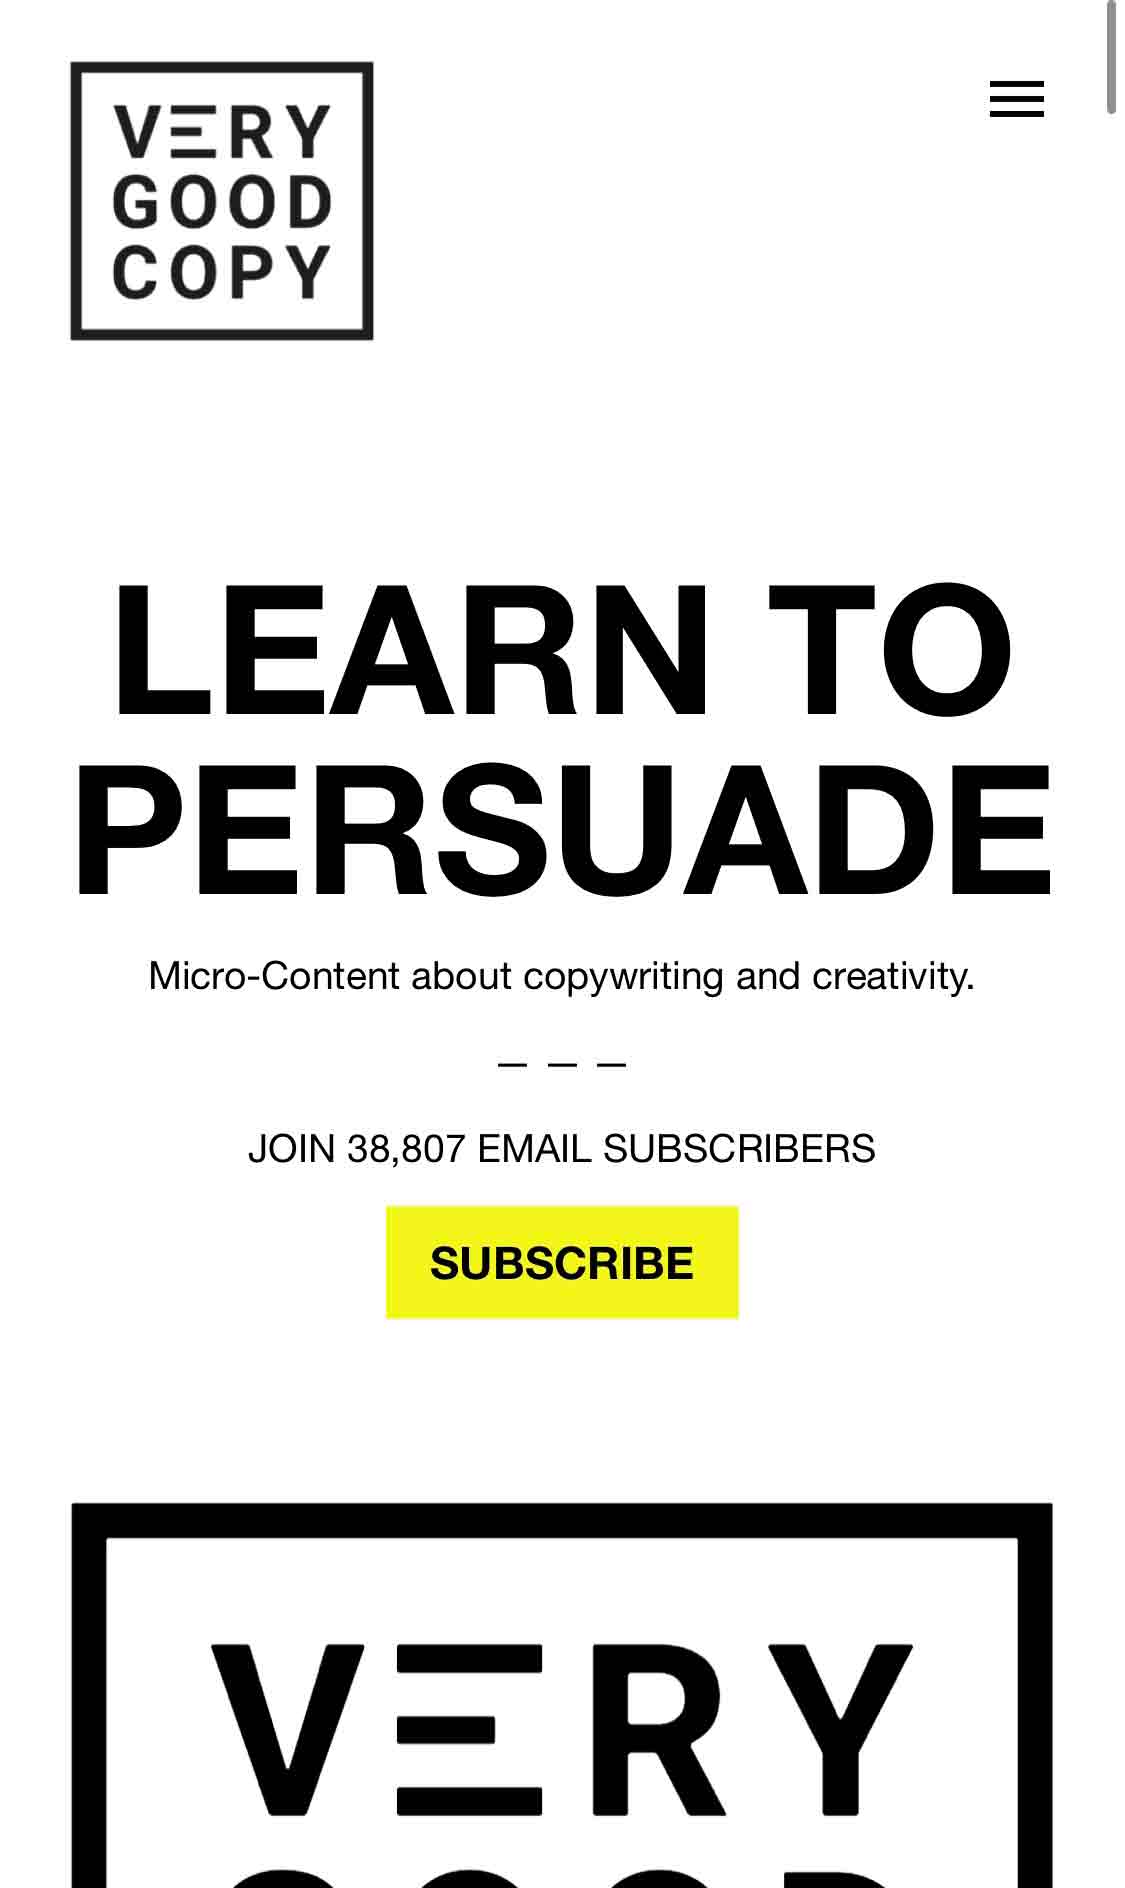 VERY
GOOD
COPY
LEARN TO
PERSUADE
Micro-Content about copywriting and creativity.
— — —
JOIN 38,807 EMAIL SUBSCRIBERS
SUBSCRIBE
VERY